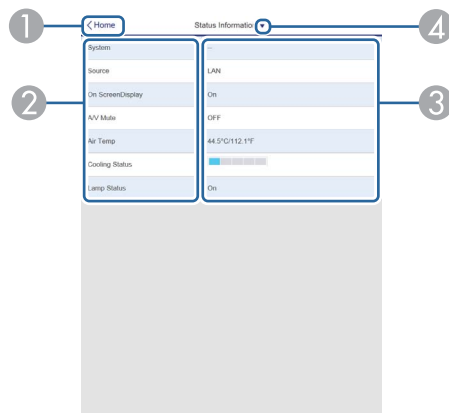 1
< Home
Status Information ▼
4
System
--
Source
LAN
On ScreenDisplay
On
2
3
A/V Mute
OFF
Air Temp
44.5°C/112.1°F
Cooling Status
Lamp Status
On